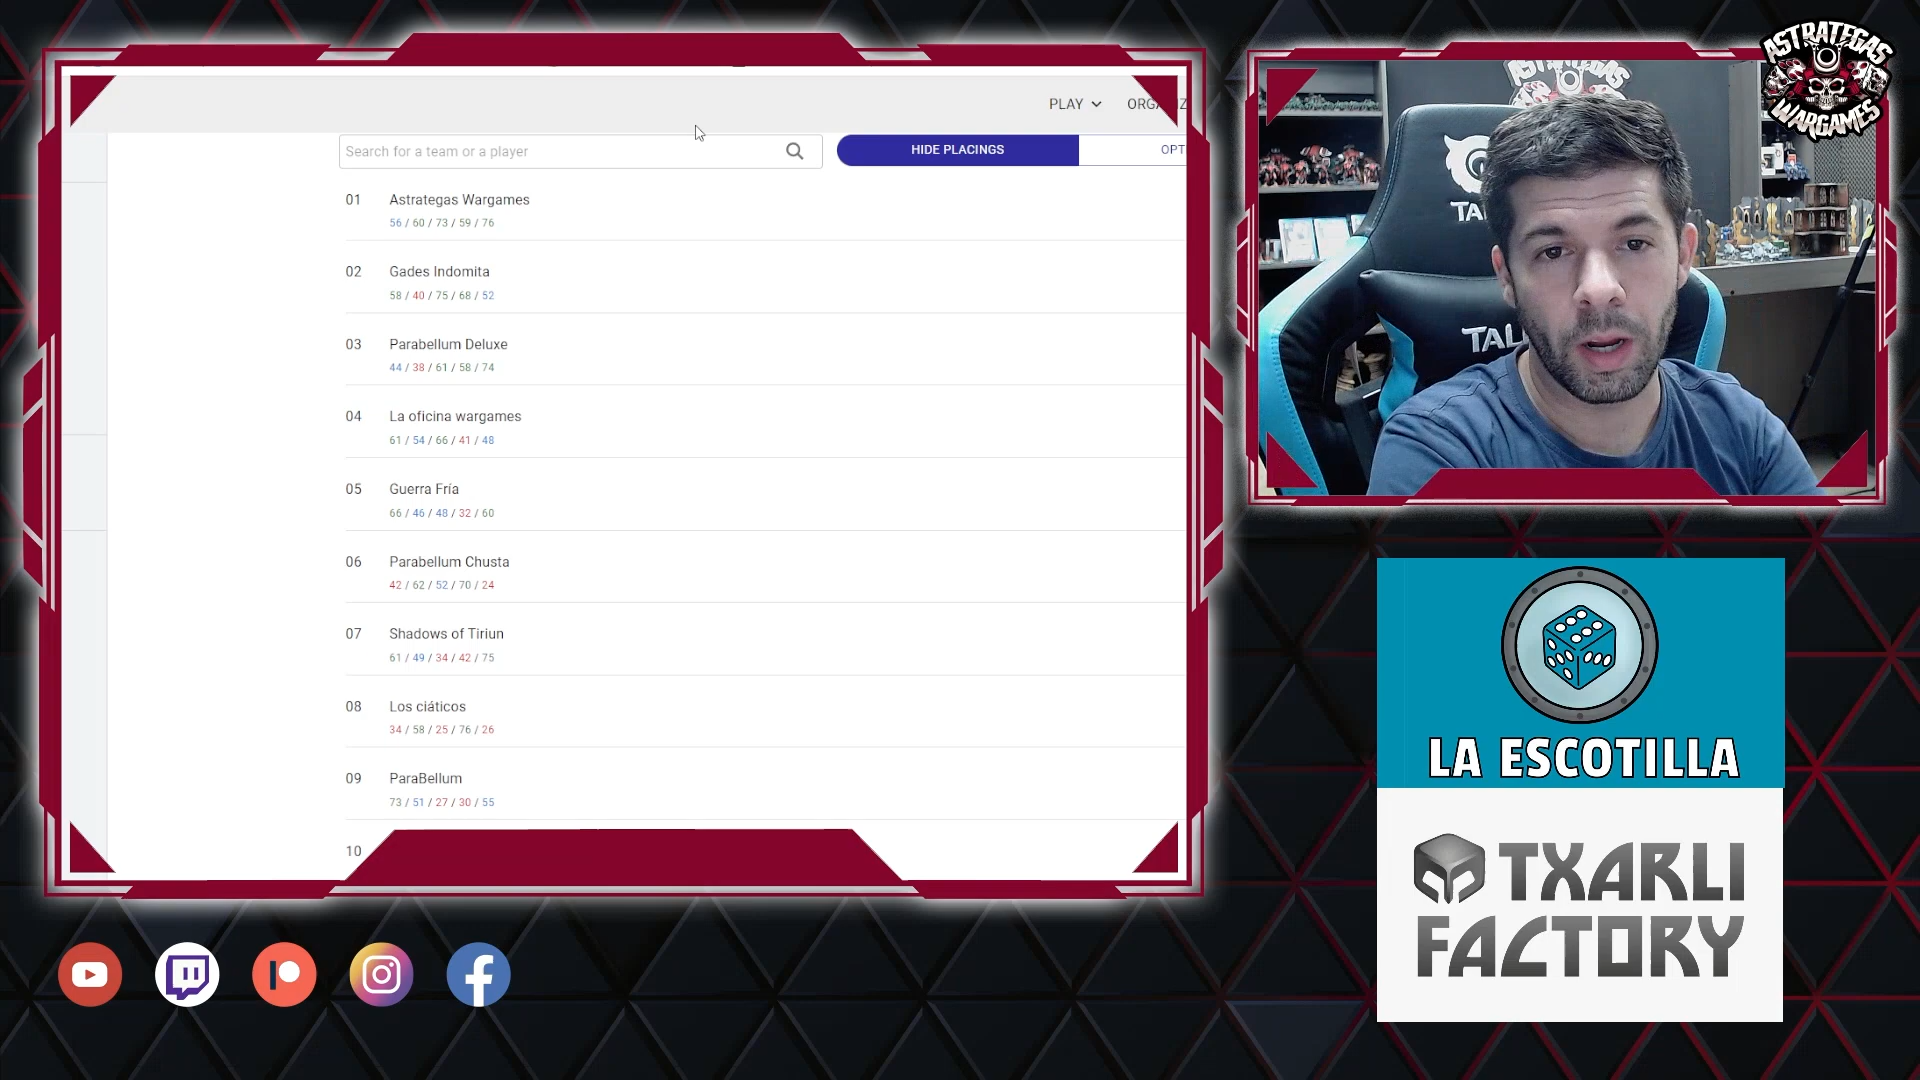 PLAY
Search for a team or a player
HIDE PLACINGS
01 Astrategas Wargames
56 / 60 / 73 / 59 / 76
02 Gades Indomita
58 / 40 / 75 / 68 / 52
03 Parabellum Deluxe
44 / 38 / 61 / 58 / 74
04 La oficina wargames
61 / 54 / 66 / 41 / 48
05 Guerra Fría
66 / 46 / 48 / 32 / 60
06 Parabellum Chusta
42 / 62 / 52 / 70 / 24
07 Shadows of Tiriun
61 / 49 / 34 / 42 / 75
08 Los ciáticos
34 / 58 / 25 / 76 / 26
09 ParaBellum
73 / 51 / 27 / 30 / 55
10
ASTRATEGAS
WARGAMES
LA ESCOTILLA
TXARLI
FACTORY